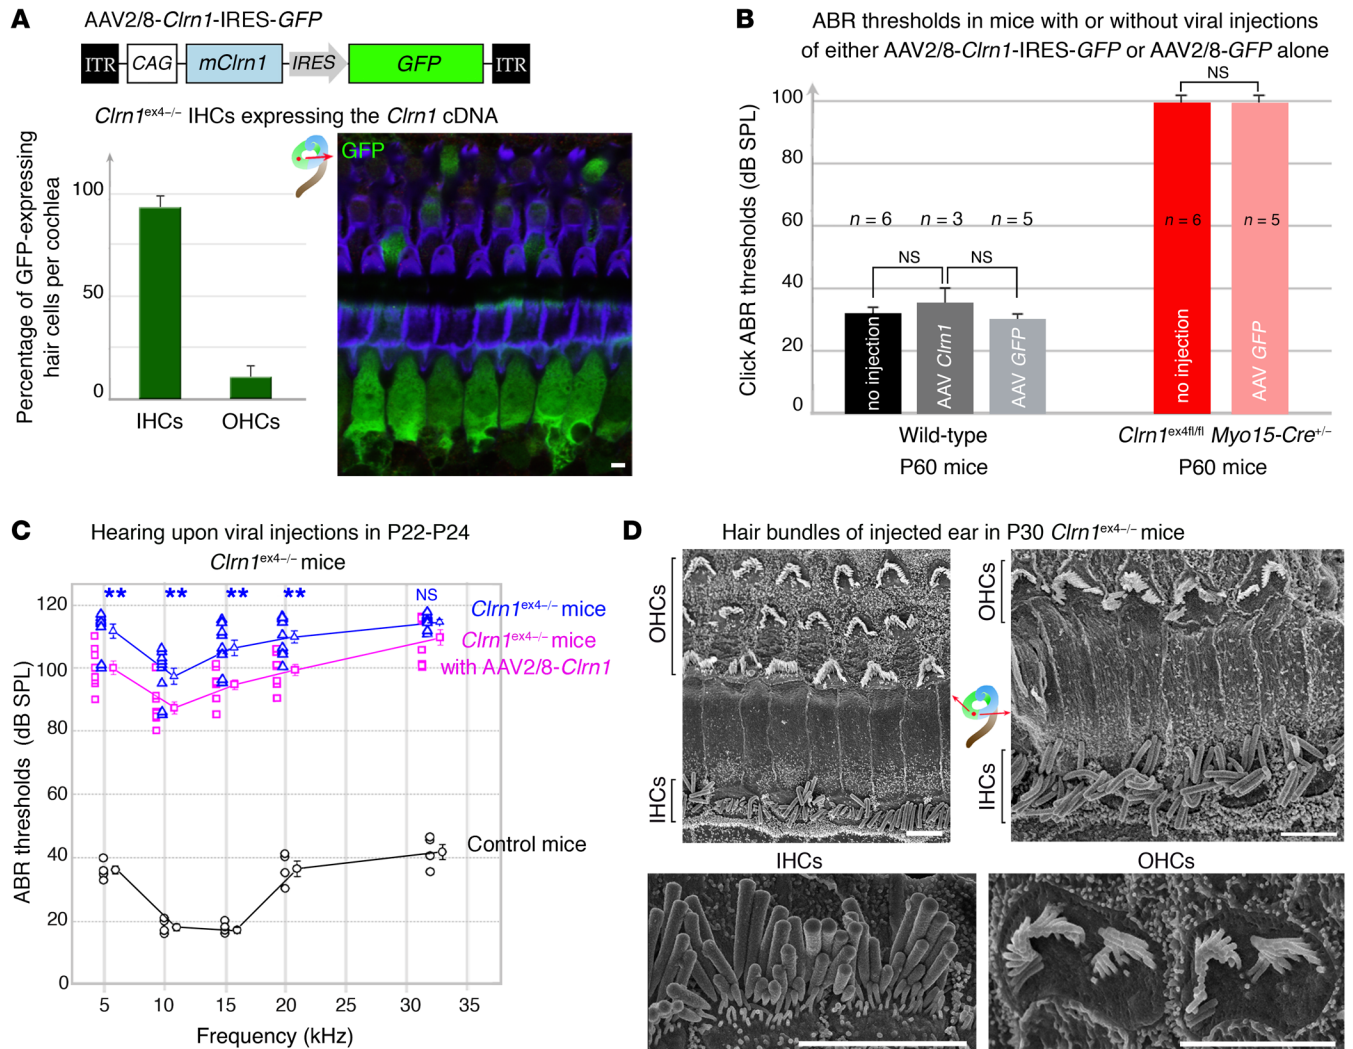 A
AAV2/8-Clrn1-IRES-GFP
ITR CAG mClrn1 IRES GFP ITR
Clrn1ex4–/– IHCs expressing the Clrn1 cDNA
Percentage of GFP-expressing
hair cells per cochlea
100
50
0
IHCs OHCs
GFP
B
ABR thresholds in mice with or without viral injections
of either AAV2/8-Clrn1-IRES-GFP or AAV2/8-GFP alone
Click ABR thresholds (dB SPL)
100
80
60
40
20
0
NS
n = 6 n = 3 n = 5 n = 6 n = 5
NS NS
no injection
AAV Clrn1
AAV GFP
no injection
AAV GFP
Wild-type
P60 mice
Clrn1ex4fl/fl Myo15-Cre+/–
P60 mice
C
Hearing upon viral injections in P22-P24
Clrn1ex4–/– mice
ABR thresholds (dB SPL)
120
100
80
60
40
20
0
** ** ** ** NS
Clrn1ex4–/– mice
Clrn1ex4–/– mice
with AAV2/8-Clrn1
Control mice
5 10 15 20 25 30 35
Frequency (kHz)
D
Hair bundles of injected ear in P30 Clrn1ex4–/– mice
OHCs
IHCs
OHCs
IHCs
IHCs
OHCs